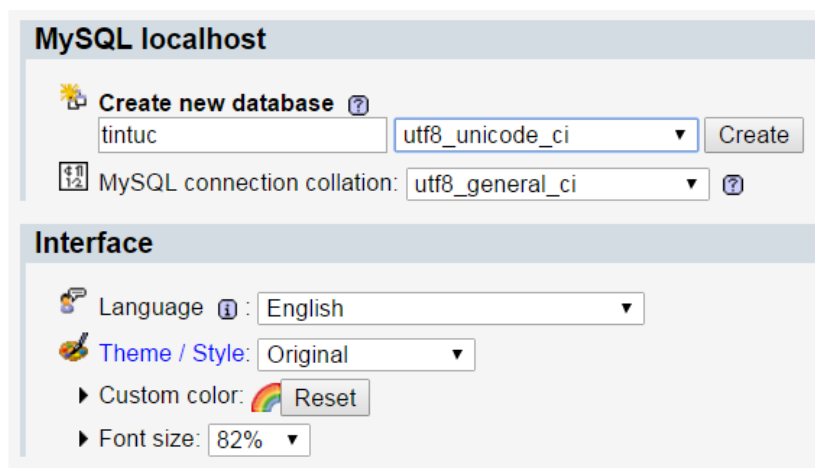 MySQL localhost
Create new database
tintuc utf8_unicode_ci Create
MySQL connection collation: utf8_general_ci
Interface
Language : English
Theme / Style: Original
Custom color: Reset
Font size: 82%